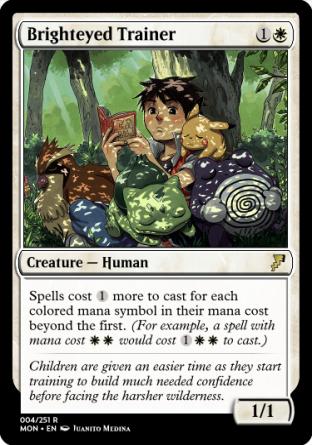 Brighteyed Trainer 1
Creature — Human
Spells cost 1 more to cast for each
colored mana symbol in their mana cost
beyond the first. (For example, a spell with
mana cost would cost 1 to cast.)
Children are given an easier time as they start
training to build much needed confidence
before facing the harsher wilderness.
1/1
004/251 R
MON • EN Juanito Medina